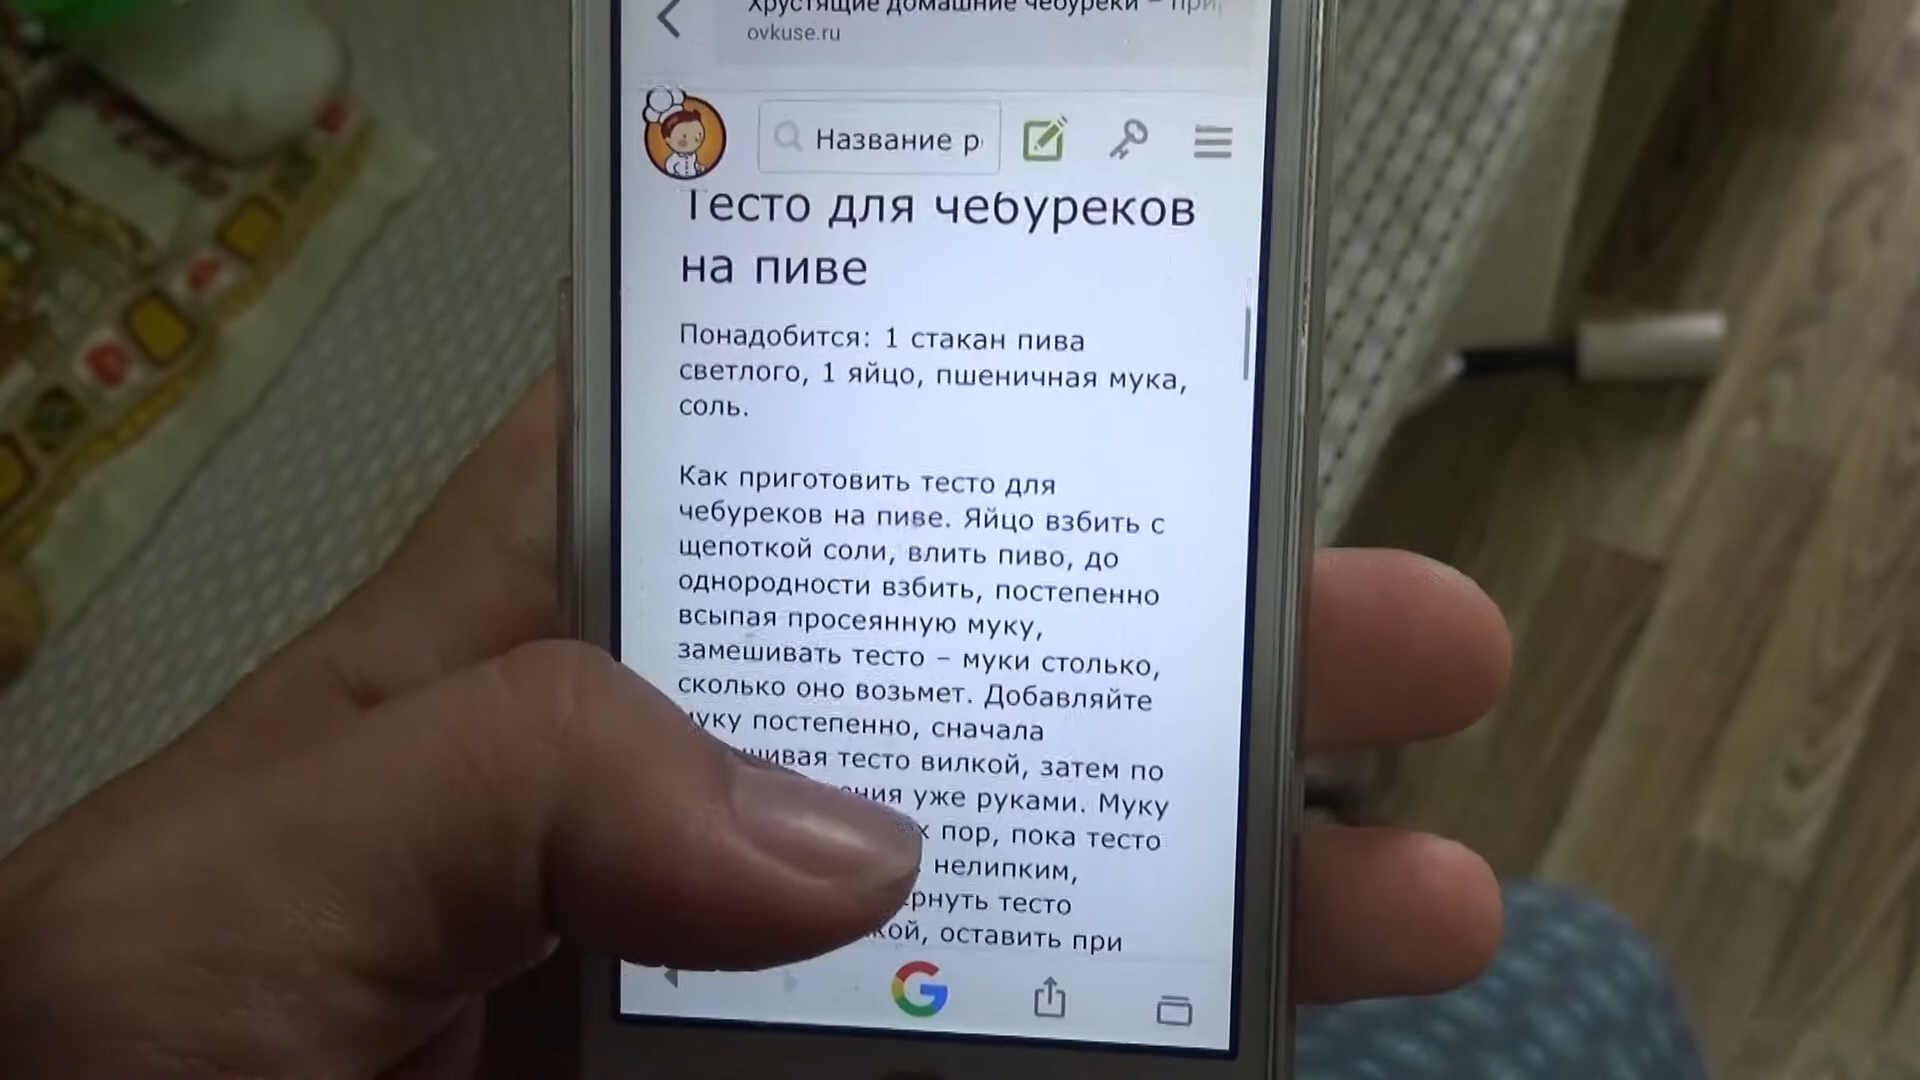 Хрустящие домашние чебуреки –
ovkuse.ru
Название р
Тесто для чебуреков
на пиве
Понадобится: 1 стакан пива
светлого, 1 яйцо, пшеничная мука,
соль.
Как приготовить тесто для
чебуреков на пиве. Яйцо взбить с
щепоткой соли, влить пиво, до
однородности взбить, постепенно
всыпая просеянную муку,
замешивать тесто – муки столько,
сколько оно возьмет. Добавляйте
муку постепенно, сначала
тесто вилкой, затем по
уже руками. Муку
пор, пока тесто
нелипким,
тесто
оставить при
G